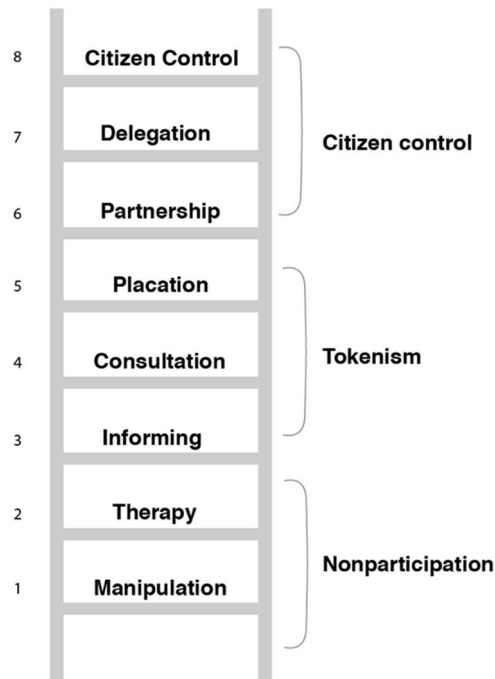 8 Citizen Control
7 Delegation
Citizen control
6 Partnership
5 Placation
4 Consultation
Tokenism
3 Informing
2 Therapy
Nonparticipation
1 Manipulation